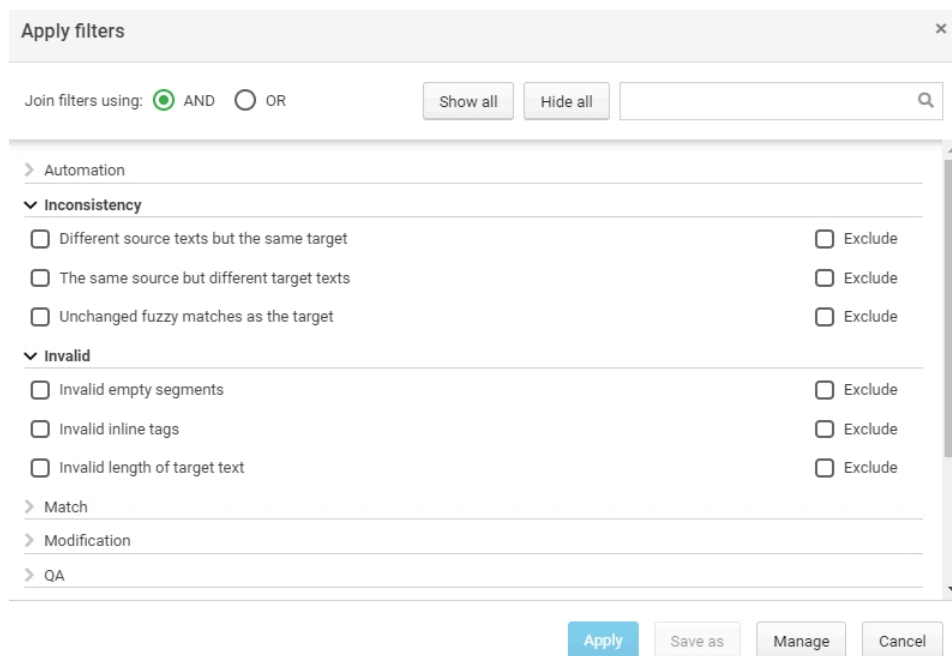 Apply filters
Join filters using: AND OR Show all Hide all
Automation
Inconsistency
Different source texts but the same target Exclude
The same source but different target texts Exclude
Unchanged fuzzy matches as the target Exclude
Invalid
Invalid empty segments Exclude
Invalid inline tags Exclude
Invalid length of target text Exclude
Match
Modification
QA
Apply Save as Manage Cancel